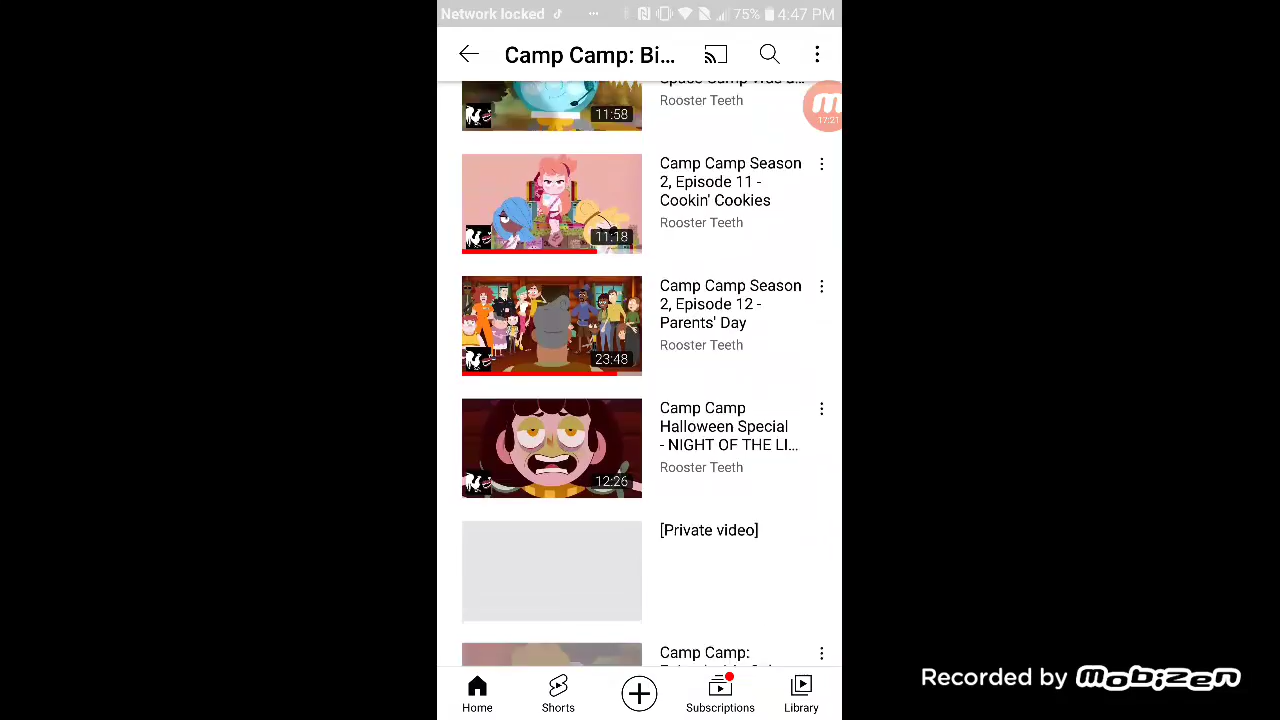 Network locked ... 75% 4:47 PM
Camp Camp: Bi...
Rooster Teeth
11:58
17:21
Camp Camp Season
2, Episode 11 -
Cookin' Cookies
Rooster Teeth
11:18
Camp Camp Season
2, Episode 12 -
Parents' Day
Rooster Teeth
23:48
Camp Camp
Halloween Special
- NIGHT OF THE LI...
Rooster Teeth
12:26
[Private video]
Camp Camp:
Home Shorts Subscriptions Library
Recorded by MOBIZEN